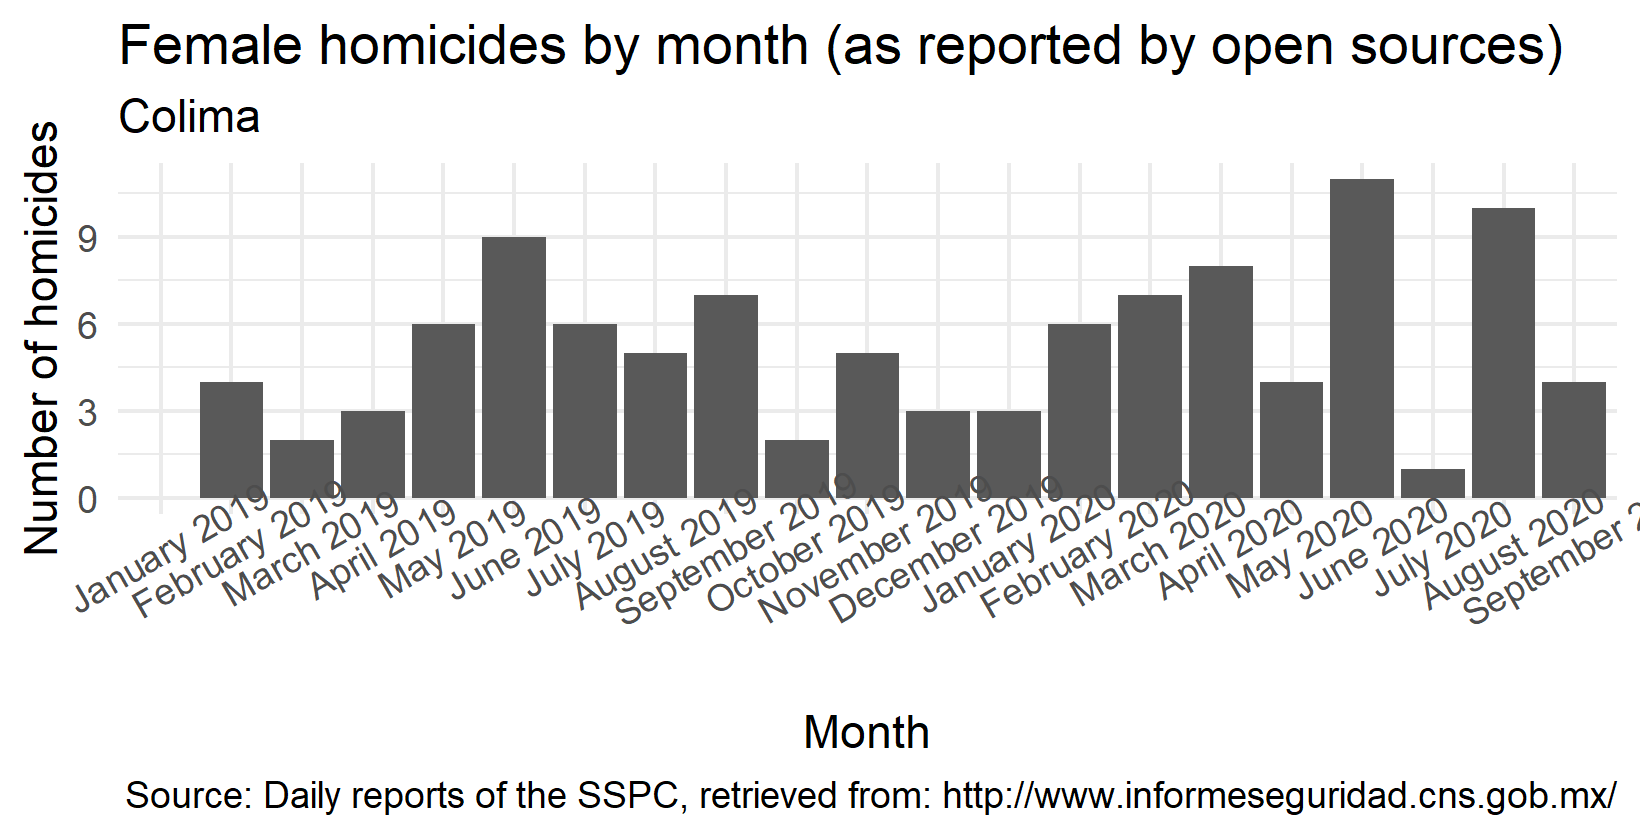 Female homicides by month (as reported by open sources)
Colima
Number of homicides
9
6
3
0
January 2019
February 2019
March 2019
April 2019
May 2019
June 2019
July 2019
August 2019
September 2019
October 2019
November 2019
December 2019
January 2020
February 2020
March 2020
April 2020
May 2020
June 2020
July 2020
August 2020
September 2
Month
Source: Daily reports of the SSPC, retrieved from: http://www.informeseguridad.cns.gob.mx/